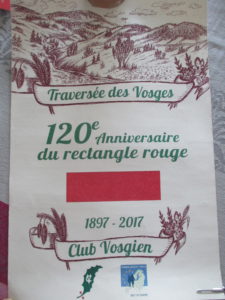 Traversée des Vosges
120e Anniversaire
du rectangle rouge
1897 - 2017
Club Vosgien